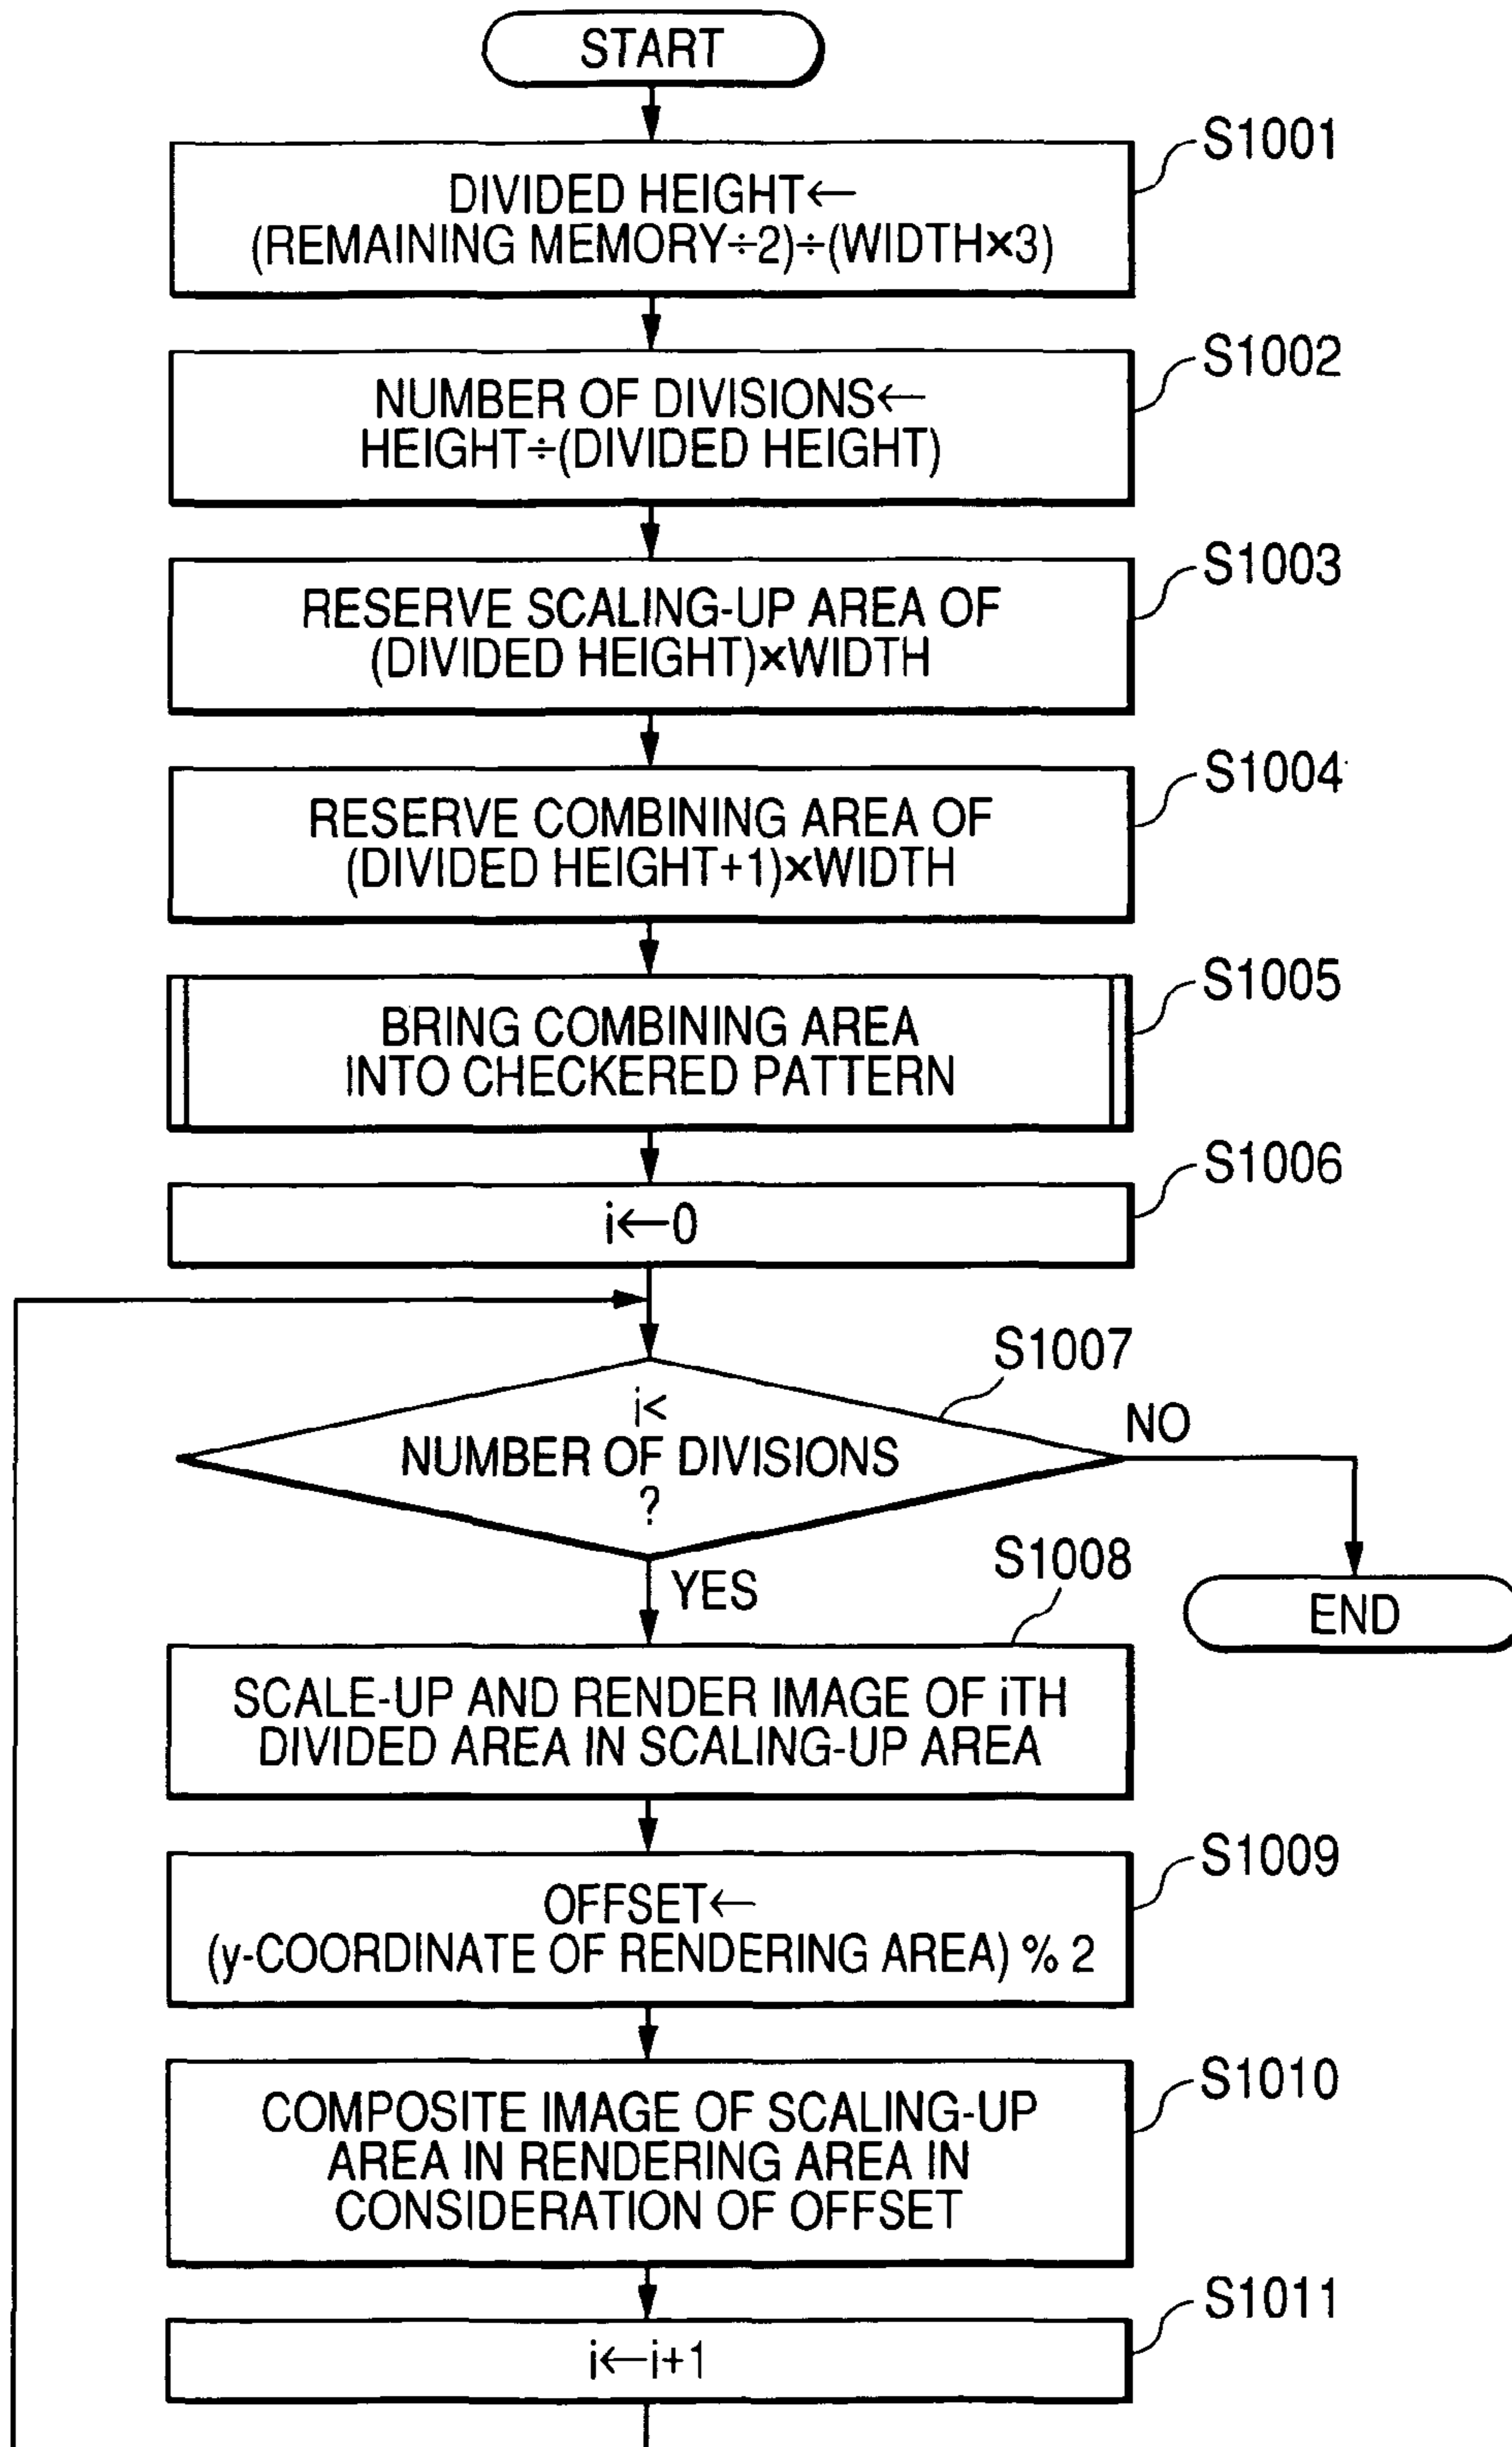 START
S1001
DIVIDED HEIGHT←
(REMAINING MEMORY÷2)÷(WIDTH×3)
S1002
NUMBER OF DIVISIONS←
HEIGHT÷(DIVIDED HEIGHT)
S1003
RESERVE SCALING-UP AREA OF
(DIVIDED HEIGHT)×WIDTH
S1004
RESERVE COMBINING AREA OF
(DIVIDED HEIGHT+1)×WIDTH
S1005
BRING COMBINING AREA
INTO CHECKERED PATTERN
S1006
i←0
S1007
i<
NUMBER OF DIVISIONS
?
NO
YES
END
S1008
SCALE-UP AND RENDER IMAGE OF iTH
DIVIDED AREA IN SCALING-UP AREA
S1009
OFFSET←
(y-COORDINATE OF RENDERING AREA) % 2
S1010
COMPOSITE IMAGE OF SCALING-UP
AREA IN RENDERING AREA IN
CONSIDERATION OF OFFSET
S1011
i←i+1